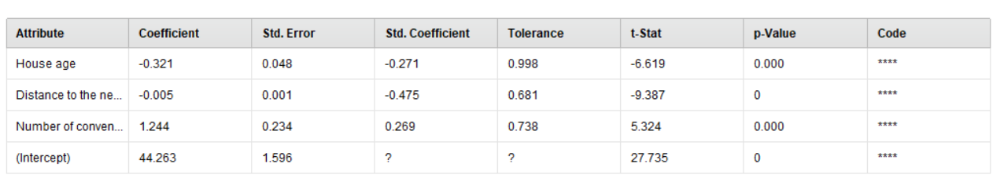 Attribute Coefficient Std. Error Std. Coefficient Tolerance t-Stat p-Value Code
House age -0.321 0.048 -0.271 0.998 -6.619 0.000 ****
Distance to the ne... -0.005 0.001 -0.475 0.681 -9.387 0 ****
Number of conven... 1.244 0.234 0.269 0.738 5.324 0.000 ****
(Intercept) 44.263 1.596 ? ? 27.735 0 ****